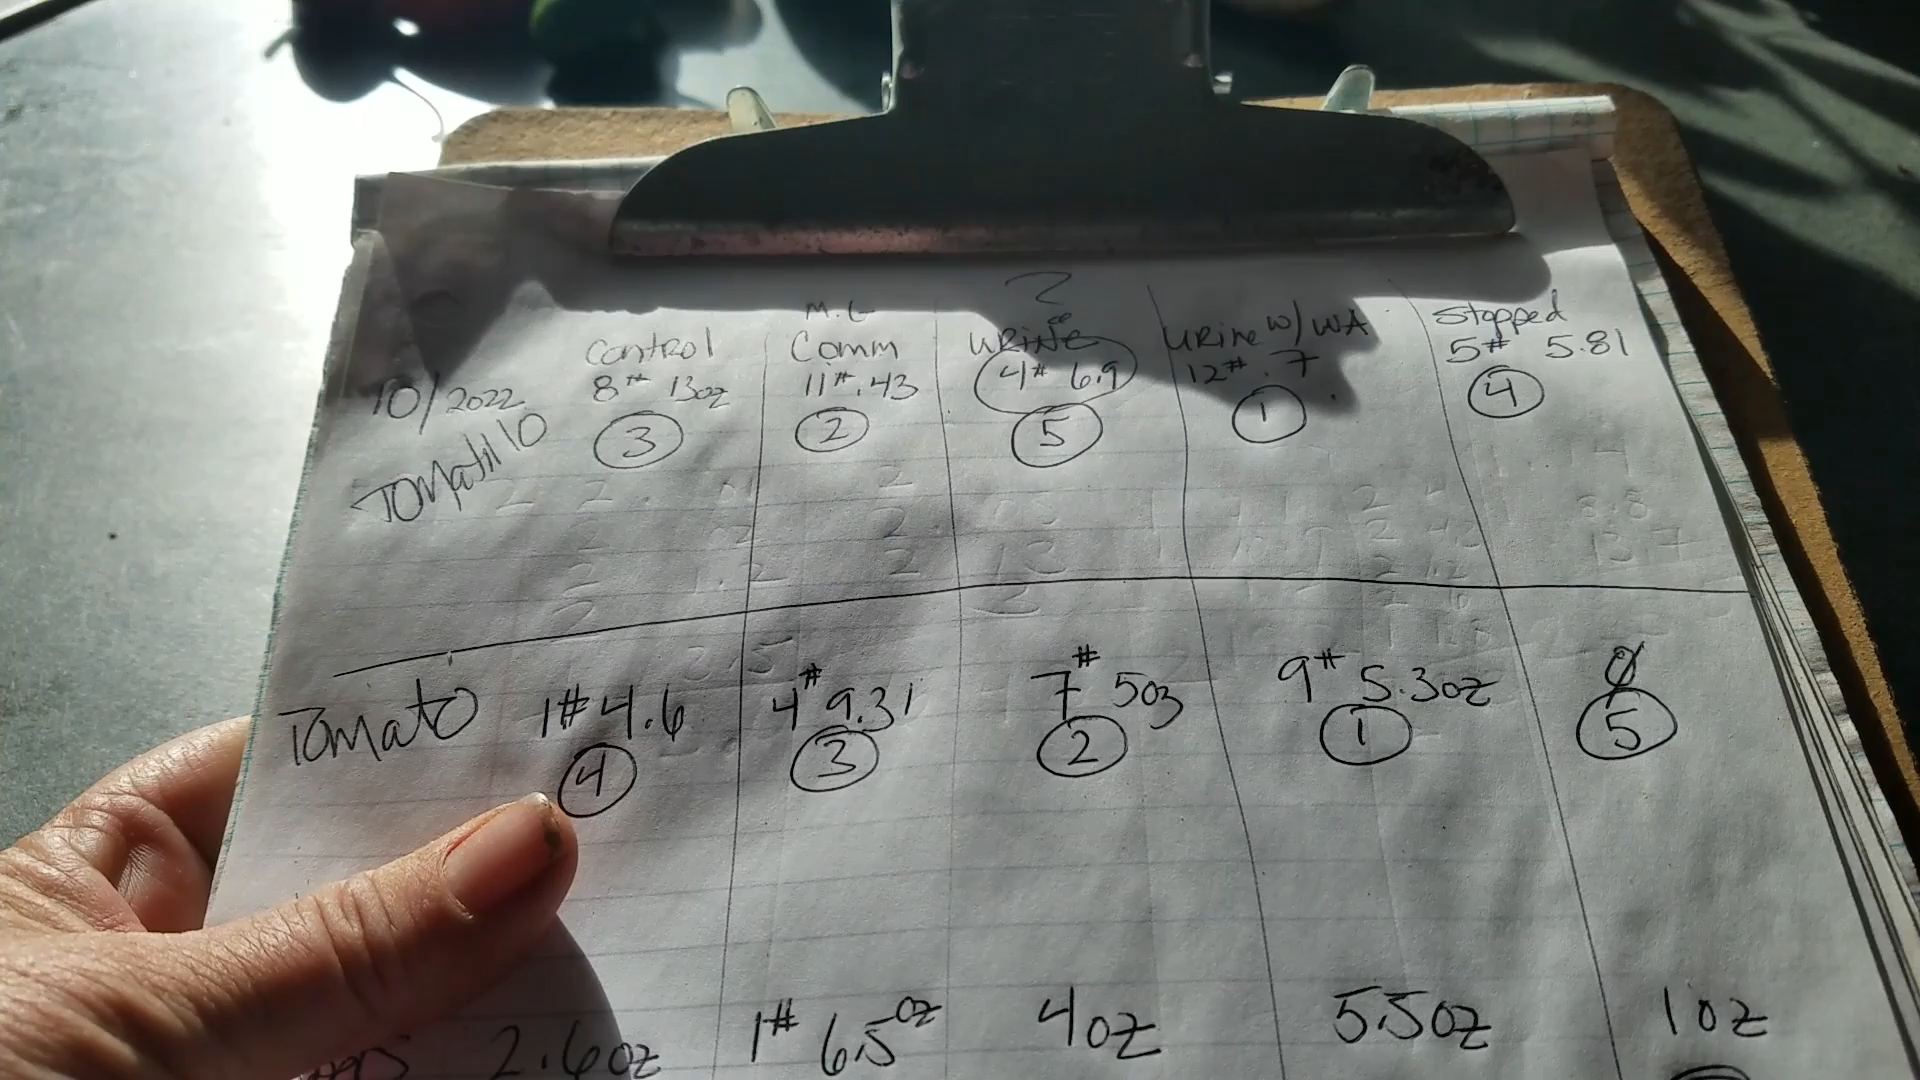 ?
M.G
Control Comm Urine Urine w/ WA Stopped
10/2022 8# 13oz 11# .43 4# 6.9 12# .7 5# 5.81
Tomatillo 3 2 5 1 4
Tomato 1# 4.6 4# 9.31 7# 5oz 9# 5.3oz 0
4 3 2 1 5
2.6oz 1# 6.5oz 4oz 5.5oz 1oz